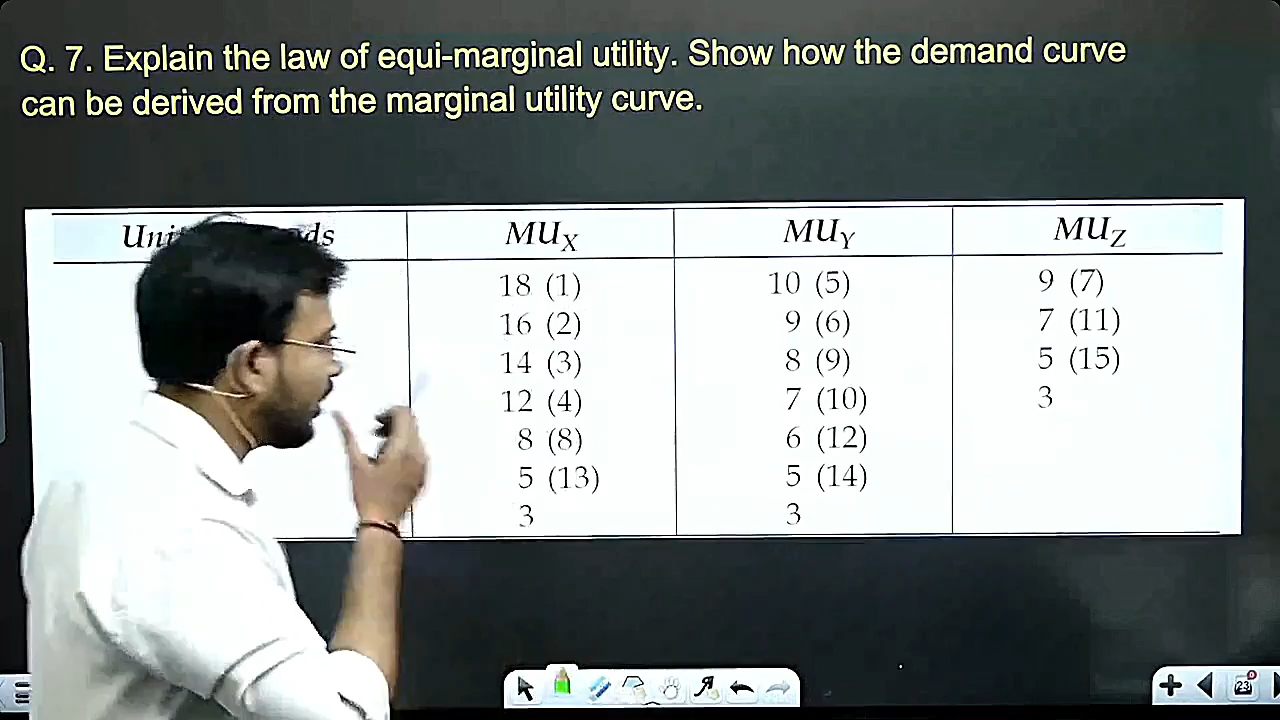 Q. 7. Explain the law of equi-marginal utility. Show how the demand curve
can be derived from the marginal utility curve.
MUX MUY MUZ
18 (1) 10 (5) 9 (7)
16 (2) 9 (6) 7 (11)
14 (3) 8 (9) 5 (15)
12 (4) 7 (10) 3
8 (8) 6 (12)
5 (13) 5 (14)
3 3
23